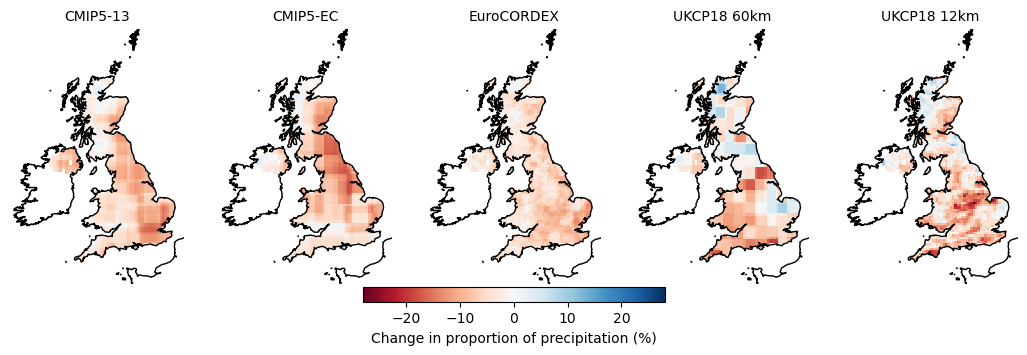 CMIP5-13 CMIP5-EC EuroCORDEX UKCP18 60km UKCP18 12km
−20 −10 0 10 20
Change in proportion of precipitation (%)